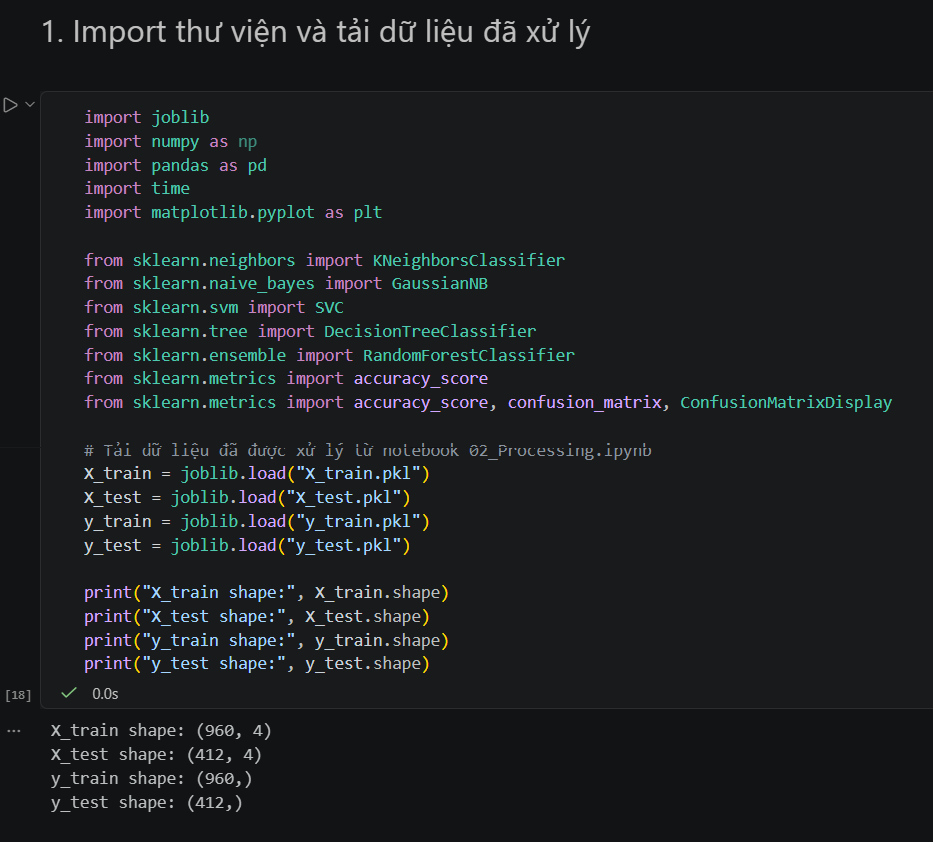 1. Import thư viện và tải dữ liệu đã xử lý
import joblib
import numpy as np
import pandas as pd
import time
import matplotlib.pyplot as plt
from sklearn.neighbors import KNeighborsClassifier
from sklearn.naive_bayes import GaussianNB
from sklearn.svm import SVC
from sklearn.tree import DecisionTreeClassifier
from sklearn.ensemble import RandomForestClassifier
from sklearn.metrics import accuracy_score
from sklearn.metrics import accuracy_score, confusion_matrix, ConfusionMatrixDisplay
# Tải dữ liệu đã được xử lý từ notebook 02_Processing.ipynb
X_train = joblib.load("X_train.pkl")
X_test = joblib.load("X_test.pkl")
y_train = joblib.load("y_train.pkl")
y_test = joblib.load("y_test.pkl")
print("X_train shape:", X_train.shape)
print("X_test shape:", X_test.shape)
print("y_train shape:", y_train.shape)
print("y_test shape:", y_test.shape)
[18] 0.0s
... X_train shape: (960, 4)
X_test shape: (412, 4)
y_train shape: (960,)
y_test shape: (412,)